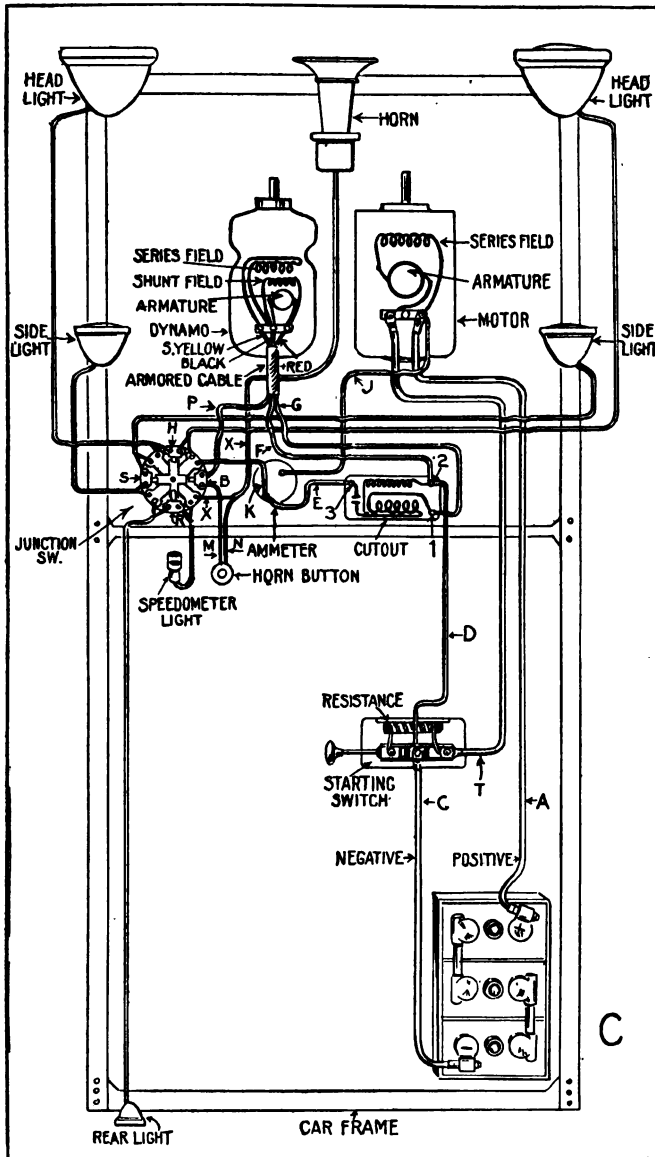 HEAD
LIGHT
HORN
HEAD
LIGHT
SERIES FIELD
SERIES FIELD
SHUNT FIELD
ARMATURE
ARMATURE
SIDE
LIGHT
DYNAMO
S.YELLOW
BLACK
MOTOR
SIDE
LIGHT
ARMORED CABLE
RED
P
G
J
H
X
F
S
B
2
K
E
3
T
X
R
JUNCTION
SW.
M
N
AMMETER
CUTOUT
1
HORN BUTTON
SPEEDOMETER
LIGHT
D
RESISTANCE
STARTING
SWITCH
C
T
A
NEGATIVE
POSITIVE
C
REAR LIGHT
CAR FRAME